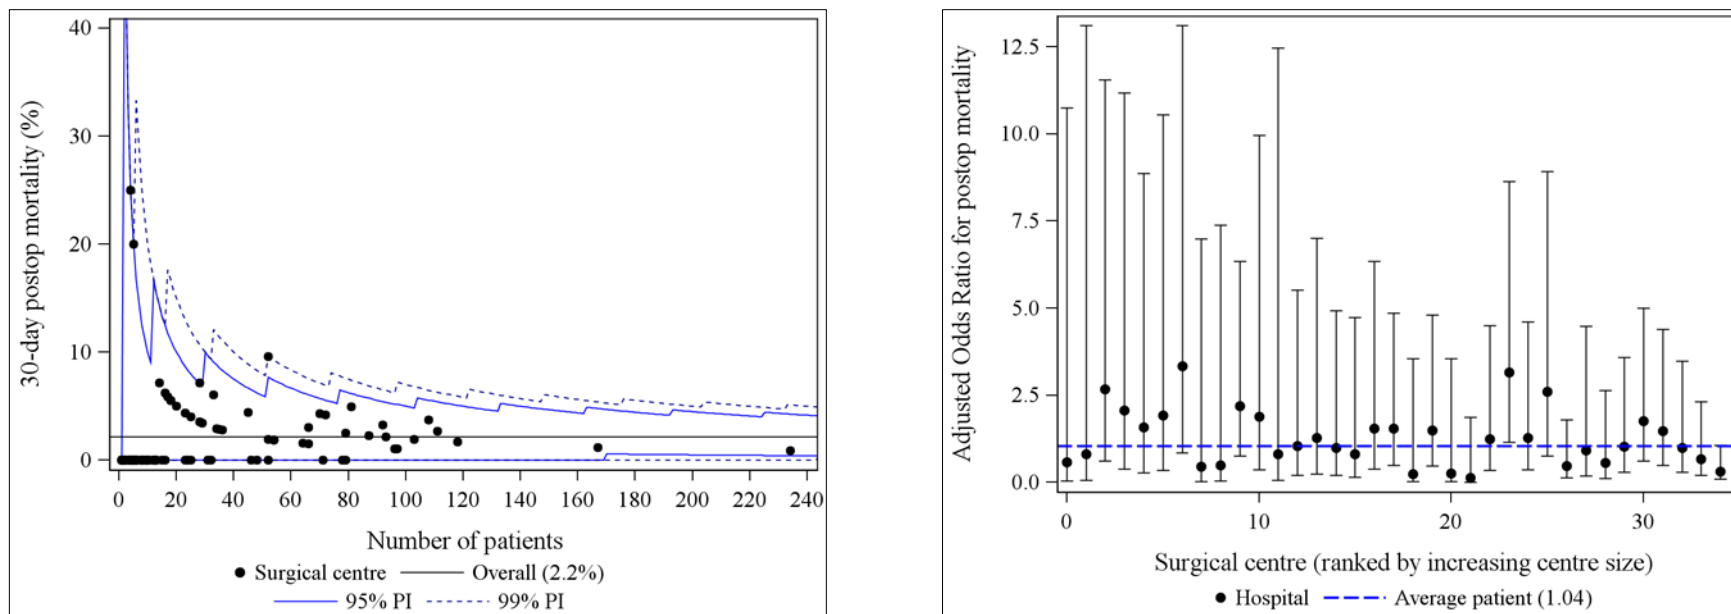 30-day postop mortality (%)
40
30
20
10
0
0 20 40 60 80 100 120 140 160 180 200 220 240
Number of patients
Surgical centre Overall (2.2%)
95% PI 99% PI
Adjusted Odds Ratio for postop mortality
12.5
10.0
7.5
5.0
2.5
0.0
0 10 20 30
Surgical centre (ranked by increasing centre size)
Hospital Average patient (1.04)